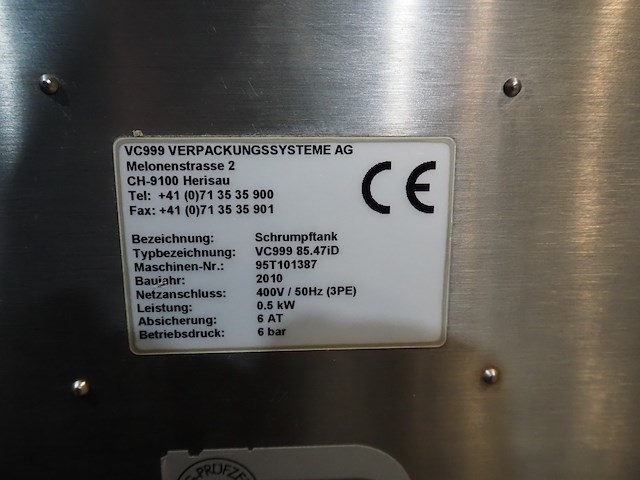 VC999 VERPACKUNGSSYSTEME AG
Melonenstrasse 2
CH-9100 Herisau
Tel: +41 (0)71 35 35 900
Fax: +41 (0)71 35 35 901
CE
Bezeichnung: Schrumpftank
Typbezeichnung: VC999 85.47iD
Maschinen-Nr.: 95T101387
Baujahr: 2010
Netzanschluss: 400V / 50Hz (3PE)
Leistung: 0.5 kW
Absicherung: 6 AT
Betriebsdruck: 6 bar